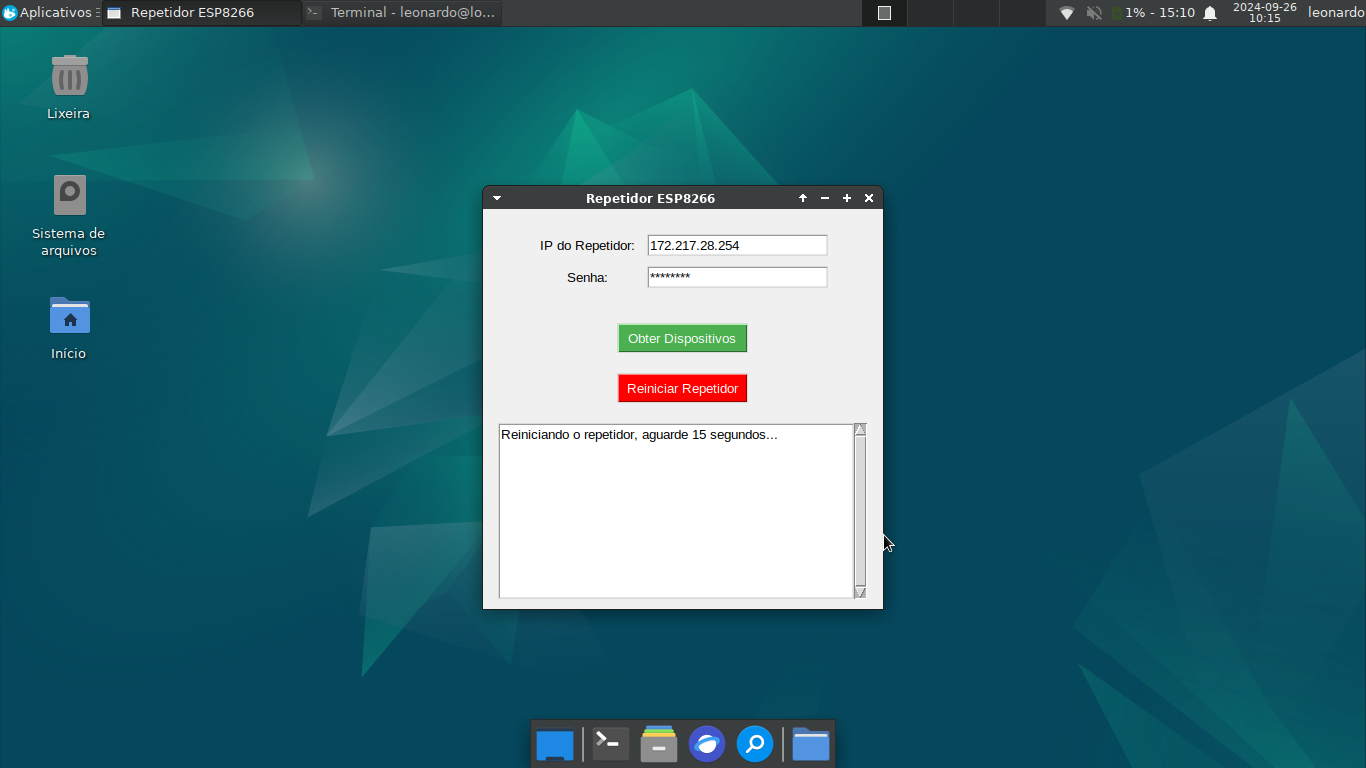 Aplicativos
Repetidor ESP8266
Terminal - leonardo@lo...
1% - 15:10
2024-09-26
10:15
leonardo
Lixeira
Sistema de
arquivos
Início
Repetidor ESP8266
IP do Repetidor: 172.217.28.254
Senha: ********
Obter Dispositivos
Reiniciar Repetidor
Reiniciando o repetidor, aguarde 15 segundos...